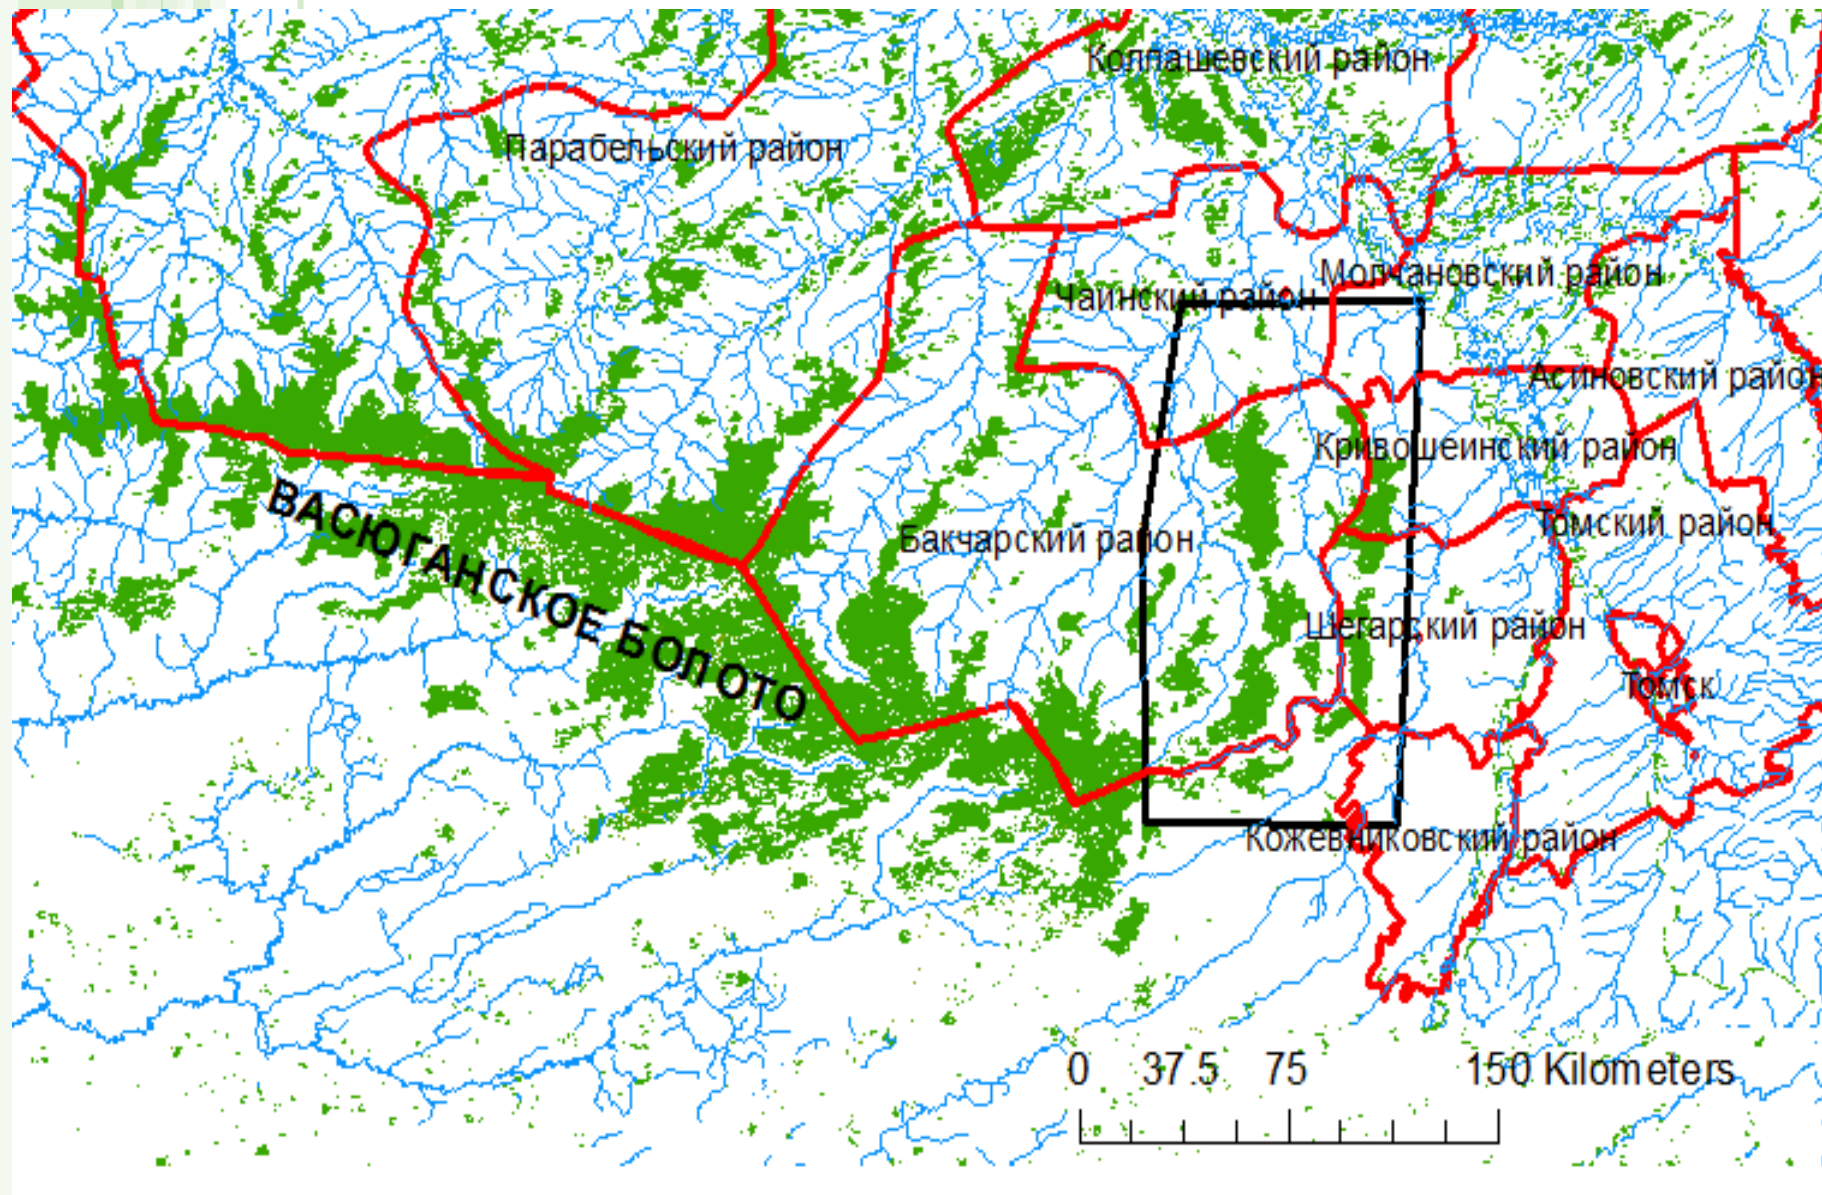 Колпашевский район
Парабельский район
Молчановский район
Чаинский район
Асиновский район
Кривошеинский район
ВАСЮГАНСКОЕ БОЛОТО
Бакчарский район
Томский район
Шегарский район
Томск
Кожевниковский район
0 37.5 75 150 Kilometers